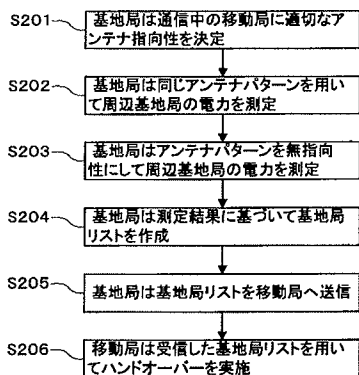 S201
基地局は通信中の移動局に適切なア
ンテナ指向性を決定
S202
基地局は同じアンテナパターンを用い
て周辺基地局の電力を測定
S203
基地局はアンテナパターンを無指向
性にして周辺基地局の電力を測定
S204
基地局は測定結果に基づいて基地局
リストを作成
S205
基地局は基地局リストを移動局へ送信
S206
移動局は受信した基地局リストを用い
てハンドオーバーを実施